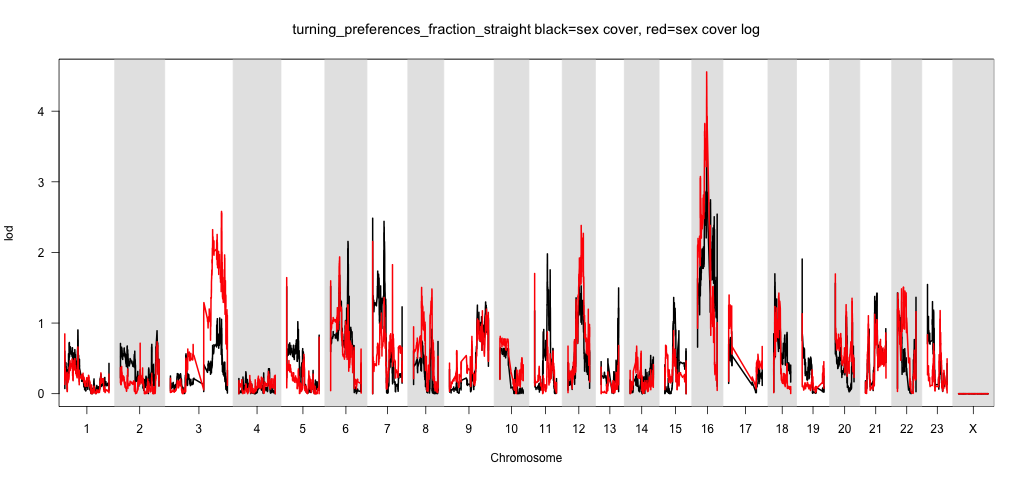 turning_preferences_fraction_straight black=sex cover, red=sex cover log
lod
4
3
2
1
0
1 2 3 4 5 6 7 8 9 10 11 12 13 14 15 16 17 18 19 20 21 22 23 X
Chromosome